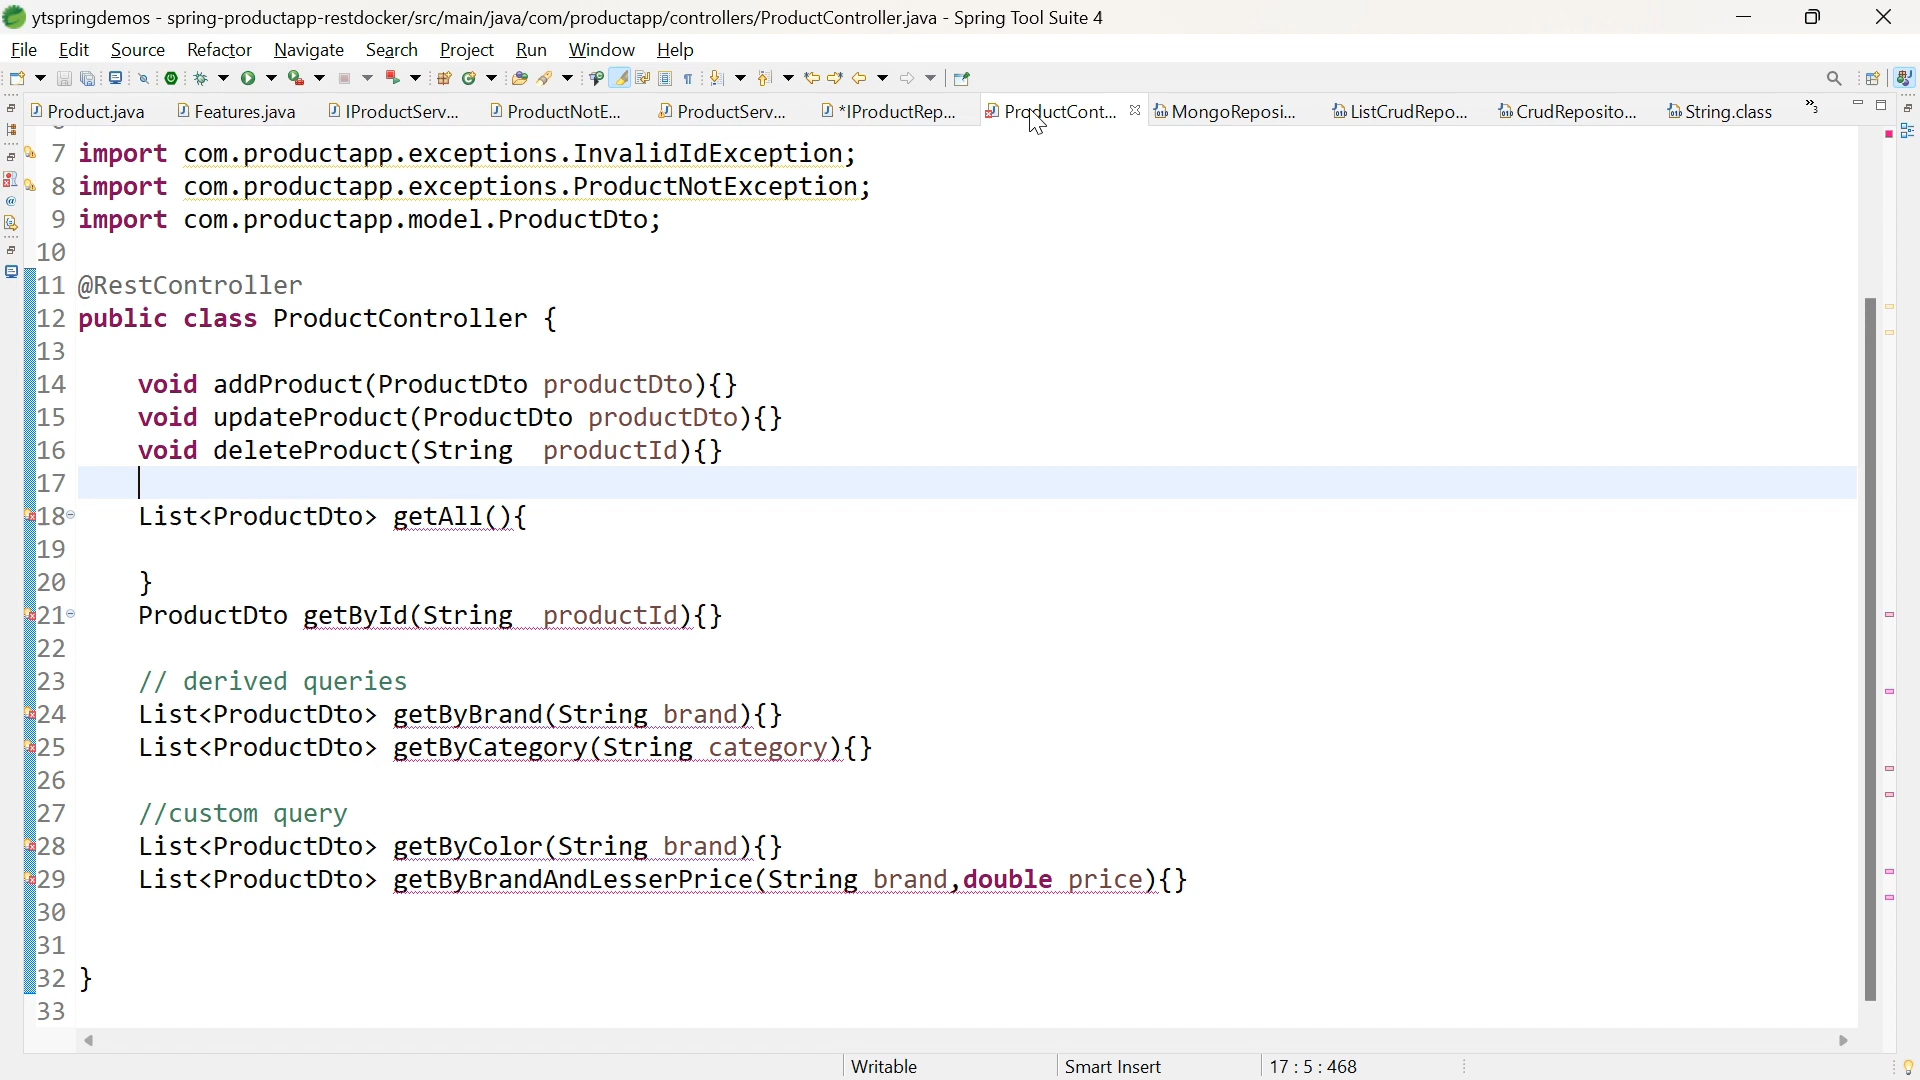 ytspringdemos - spring-productapp-restdocker/src/main/java/com/productapp/controllers/ProductController.java - Spring Tool Suite 4
File Edit Source Refactor Navigate Search Project Run Window Help
Product.java Features.java IProductServ... ProductNotE... ProductServ... *IProductRep... ProductCont... MongoReposi... ListCrudRepo... CrudReposito... String.class »3
7 import com.productapp.exceptions.InvalidIdException;
8 import com.productapp.exceptions.ProductNotException;
9 import com.productapp.model.ProductDto;
10
11 @RestController
12 public class ProductController {
13
14 void addProduct(ProductDto productDto){}
15 void updateProduct(ProductDto productDto){}
16 void deleteProduct(String productId){}
17
18 List<ProductDto> getAll(){
19
20 }
21 ProductDto getById(String productId){}
22
23 // derived queries
24 List<ProductDto> getByBrand(String brand){}
25 List<ProductDto> getByCategory(String category){}
26
27 //custom query
28 List<ProductDto> getByColor(String brand){}
29 List<ProductDto> getByBrandAndLesserPrice(String brand,double price){}
30
31
32 }
33
Writable Smart Insert 17 : 5 : 468